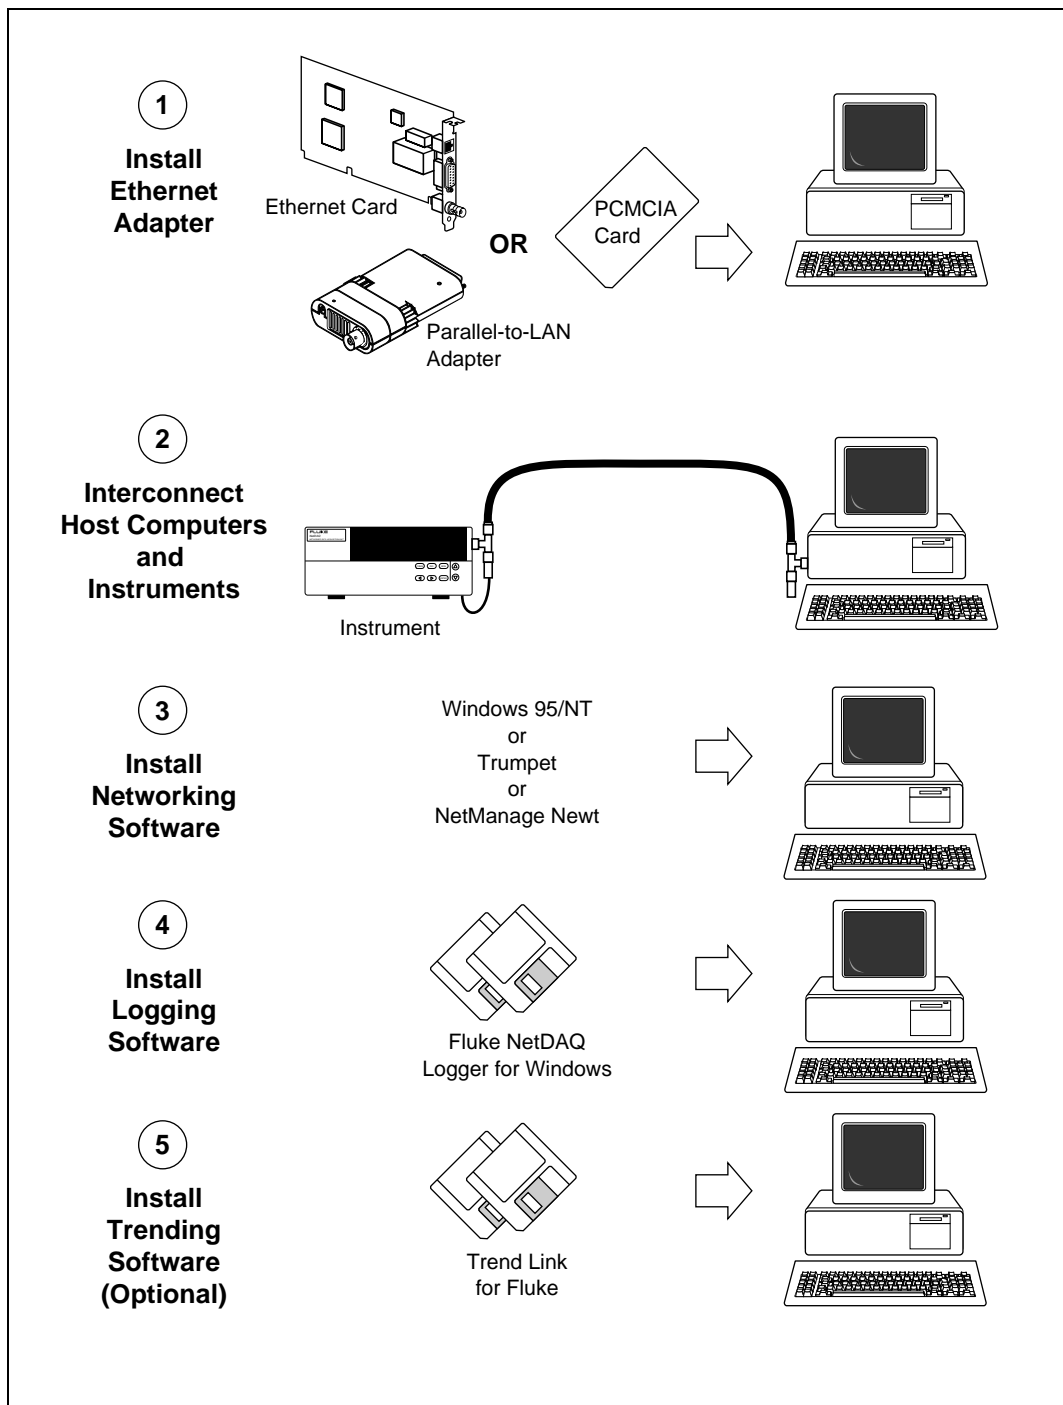 1
Install
Ethernet
Adapter
Ethernet Card
OR
PCMCIA
Card
Parallel-to-LAN
Adapter
2
Interconnect
Host Computers
and
Instruments
FLUKE
Instrument
3
Install
Networking
Software
Windows 95/NT
or
Trumpet
or
NetManage Newt
4
Install
Logging
Software
Fluke NetDAQ
Logger for Windows
5
Install
Trending
Software
(Optional)
Trend Link
for Fluke